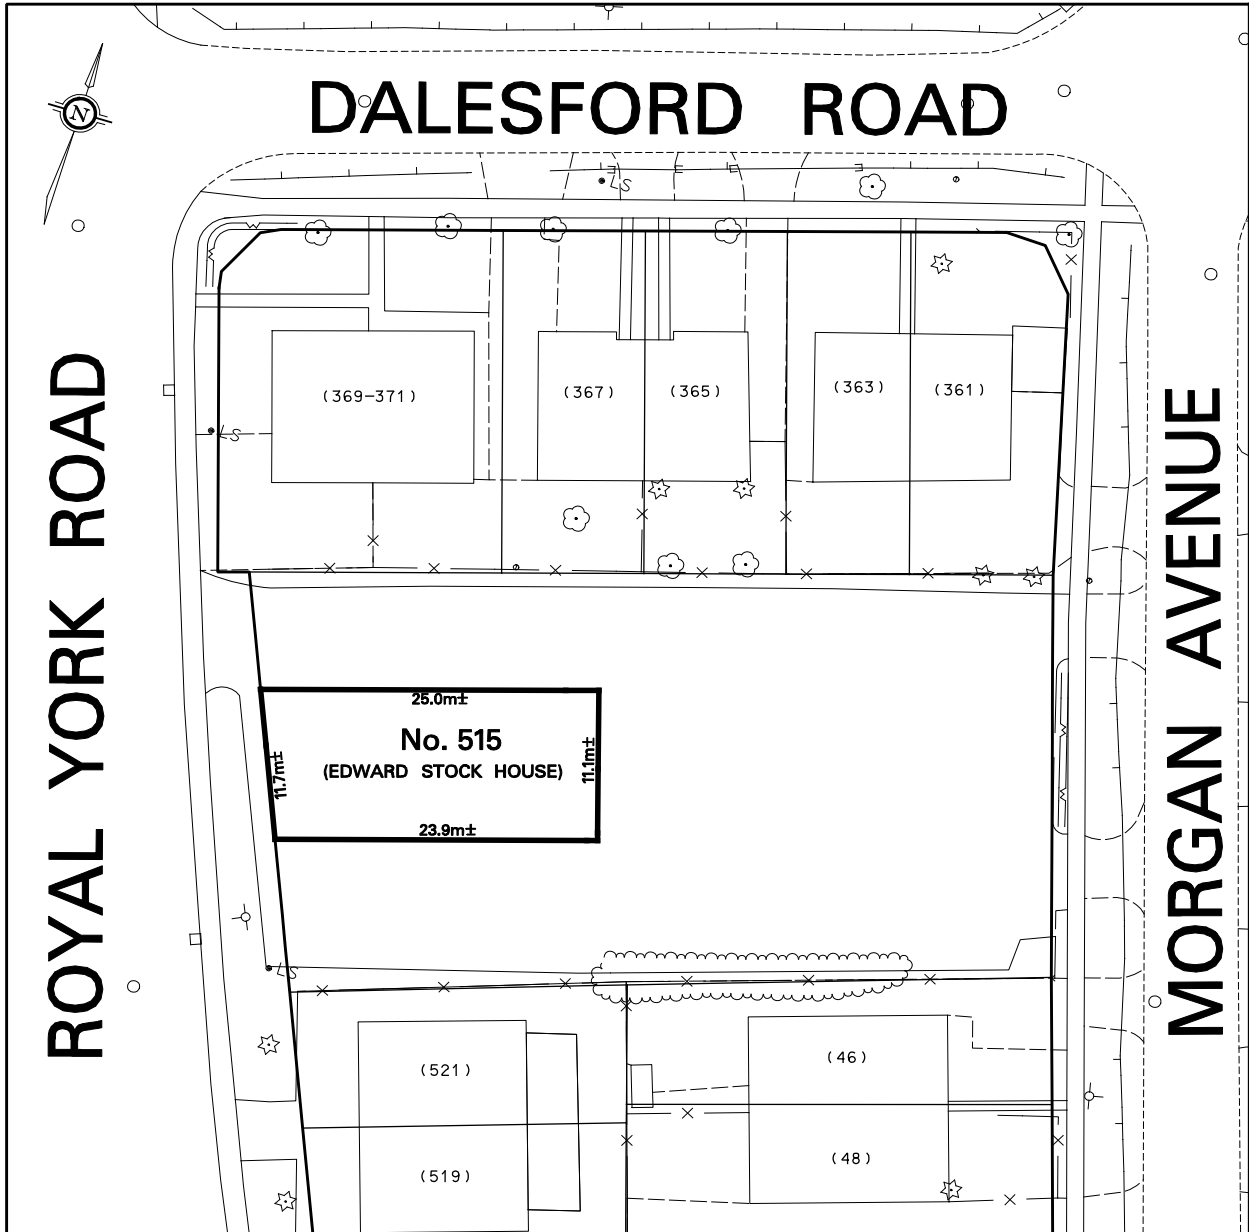 DALESFORD ROAD
N
LS
(369-371)
(367)
(365)
(363)
(361)
LS
ROYAL YORK ROAD
MORGAN AVENUE
25.0m±
No. 515
(EDWARD STOCK HOUSE)
11.7m±
11.1m±
23.9m±
LS
(521)
(46)
(519)
(48)